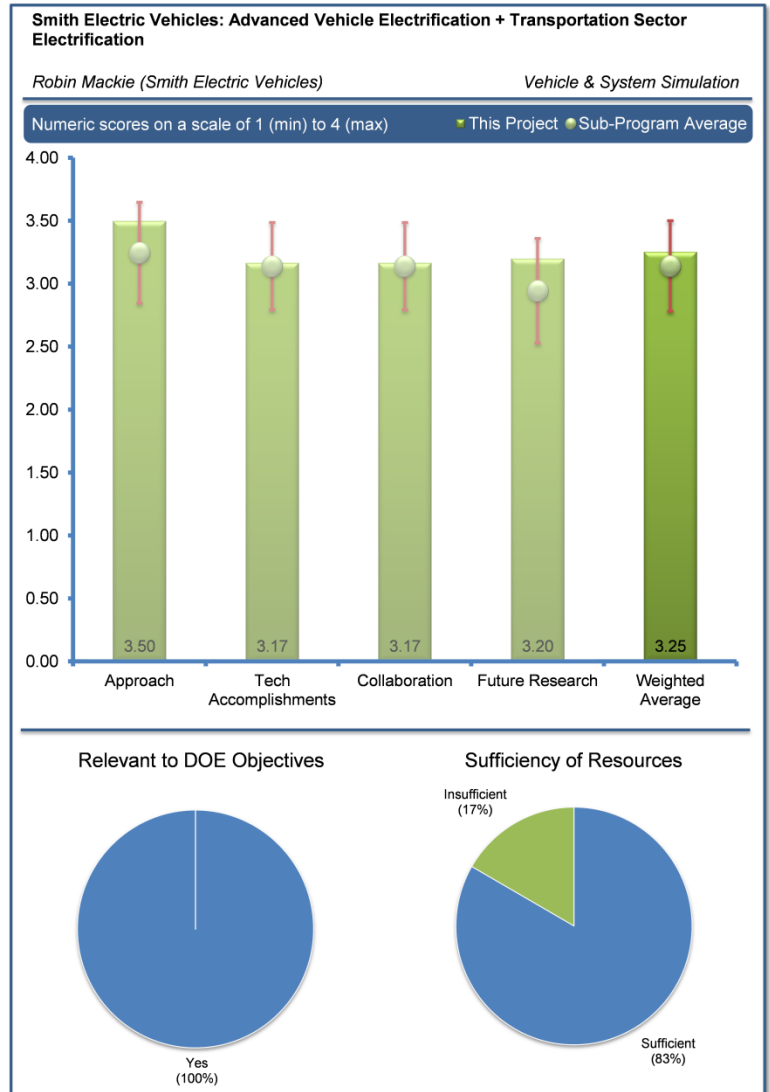 Smith Electric Vehicles: Advanced Vehicle Electrification + Transportation Sector
Electrification
Robin Mackie (Smith Electric Vehicles) Vehicle & System Simulation
Numeric scores on a scale of 1 (min) to 4 (max) This Project Sub-Program Average
4.00
3.50
3.00
2.50
2.00
1.50
1.00
0.50
0.00
3.50 3.17 3.17 3.20 3.25
Approach Tech Collaboration Future Research Weighted
Accomplishments Average
Relevant to DOE Objectives Sufficiency of Resources
Insufficient
(17%)
Yes
(100%)
Sufficient
(83%)